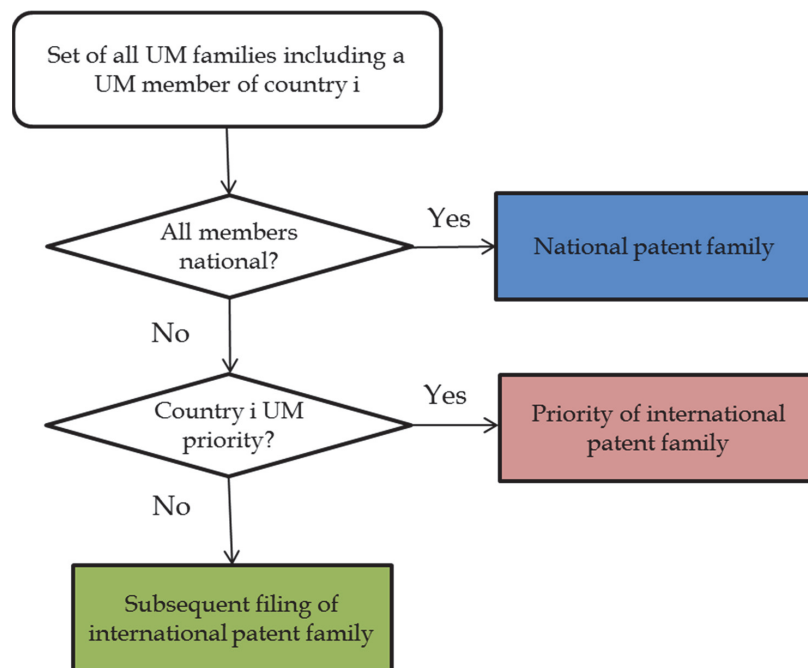 Set of all UM families including a
UM member of country i
All members
national?
Yes
National patent family
No
Country i UM
priority?
Yes
Priority of international
patent family
No
Subsequent filing of
international patent family